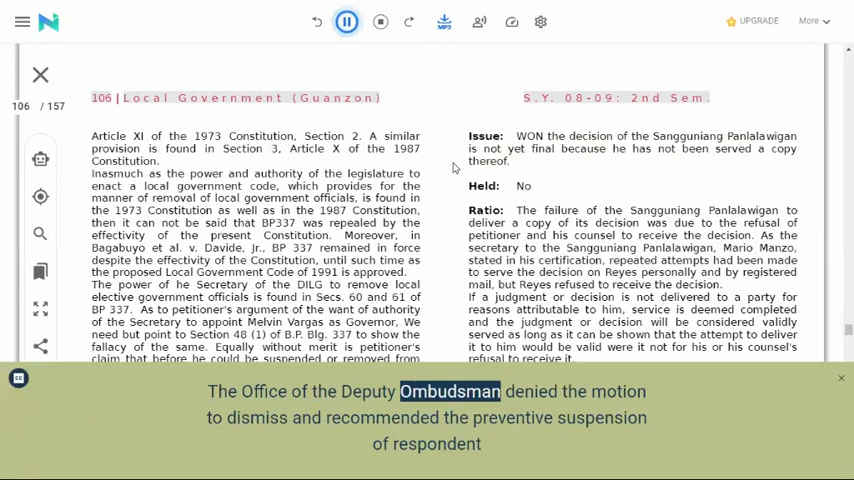 UPGRADE
More
MP3
106 / 157
106 | Local Government (Guanzon)
S.Y. 08-09: 2nd Sem.
Article XI of the 1973 Constitution, Section 2. A similar
provision is found in Section 3, Article X of the 1987
Constitution.
Inasmuch as the power and authority of the legislature to
enact a local government code, which provides for the
manner of removal of local government officials, is found in
the 1973 Constitution as well as in the 1987 Constitution,
then it can not be said that BP337 was repealed by the
effectivity of the present Constitution. Moreover, in
Bagabuyo et al. v. Davide, Jr., BP 337 remained in force
despite the effectivity of the Constitution, until such time as
the proposed Local Government Code of 1991 is approved.
The power of he Secretary of the DILG to remove local
elective government officials is found in Secs. 60 and 61 of
BP 337. As to petitioner's argument of the want of authority
of the Secretary to appoint Melvin Vargas as Governor, We
need but point to Section 48 (1) of B.P. Blg. 337 to show the
fallacy of the same. Equally without merit is petitioner's
claim that before he could be suspended or removed from
Issue: WON the decision of the Sangguniang Panlalawigan
is not yet final because he has not been served a copy
thereof.
Held: No
Ratio: The failure of the Sangguniang Panlalawigan to
deliver a copy of its decision was due to the refusal of
petitioner and his counsel to receive the decision. As the
secretary to the Sangguniang Panlalawigan, Mario Manzo,
stated in his certification, repeated attempts had been made
to serve the decision on Reyes personally and by registered
mail, but Reyes refused to receive the decision.
If a judgment or decision is not delivered to a party for
reasons attributable to him, service is deemed completed
and the judgment or decision will be considered validly
served as long as it can be shown that the attempt to deliver
it to him would be valid were it not for his or his counsel's
refusal to receive it.
The Office of the Deputy Ombudsman denied the motion
to dismiss and recommended the preventive suspension
of respondent